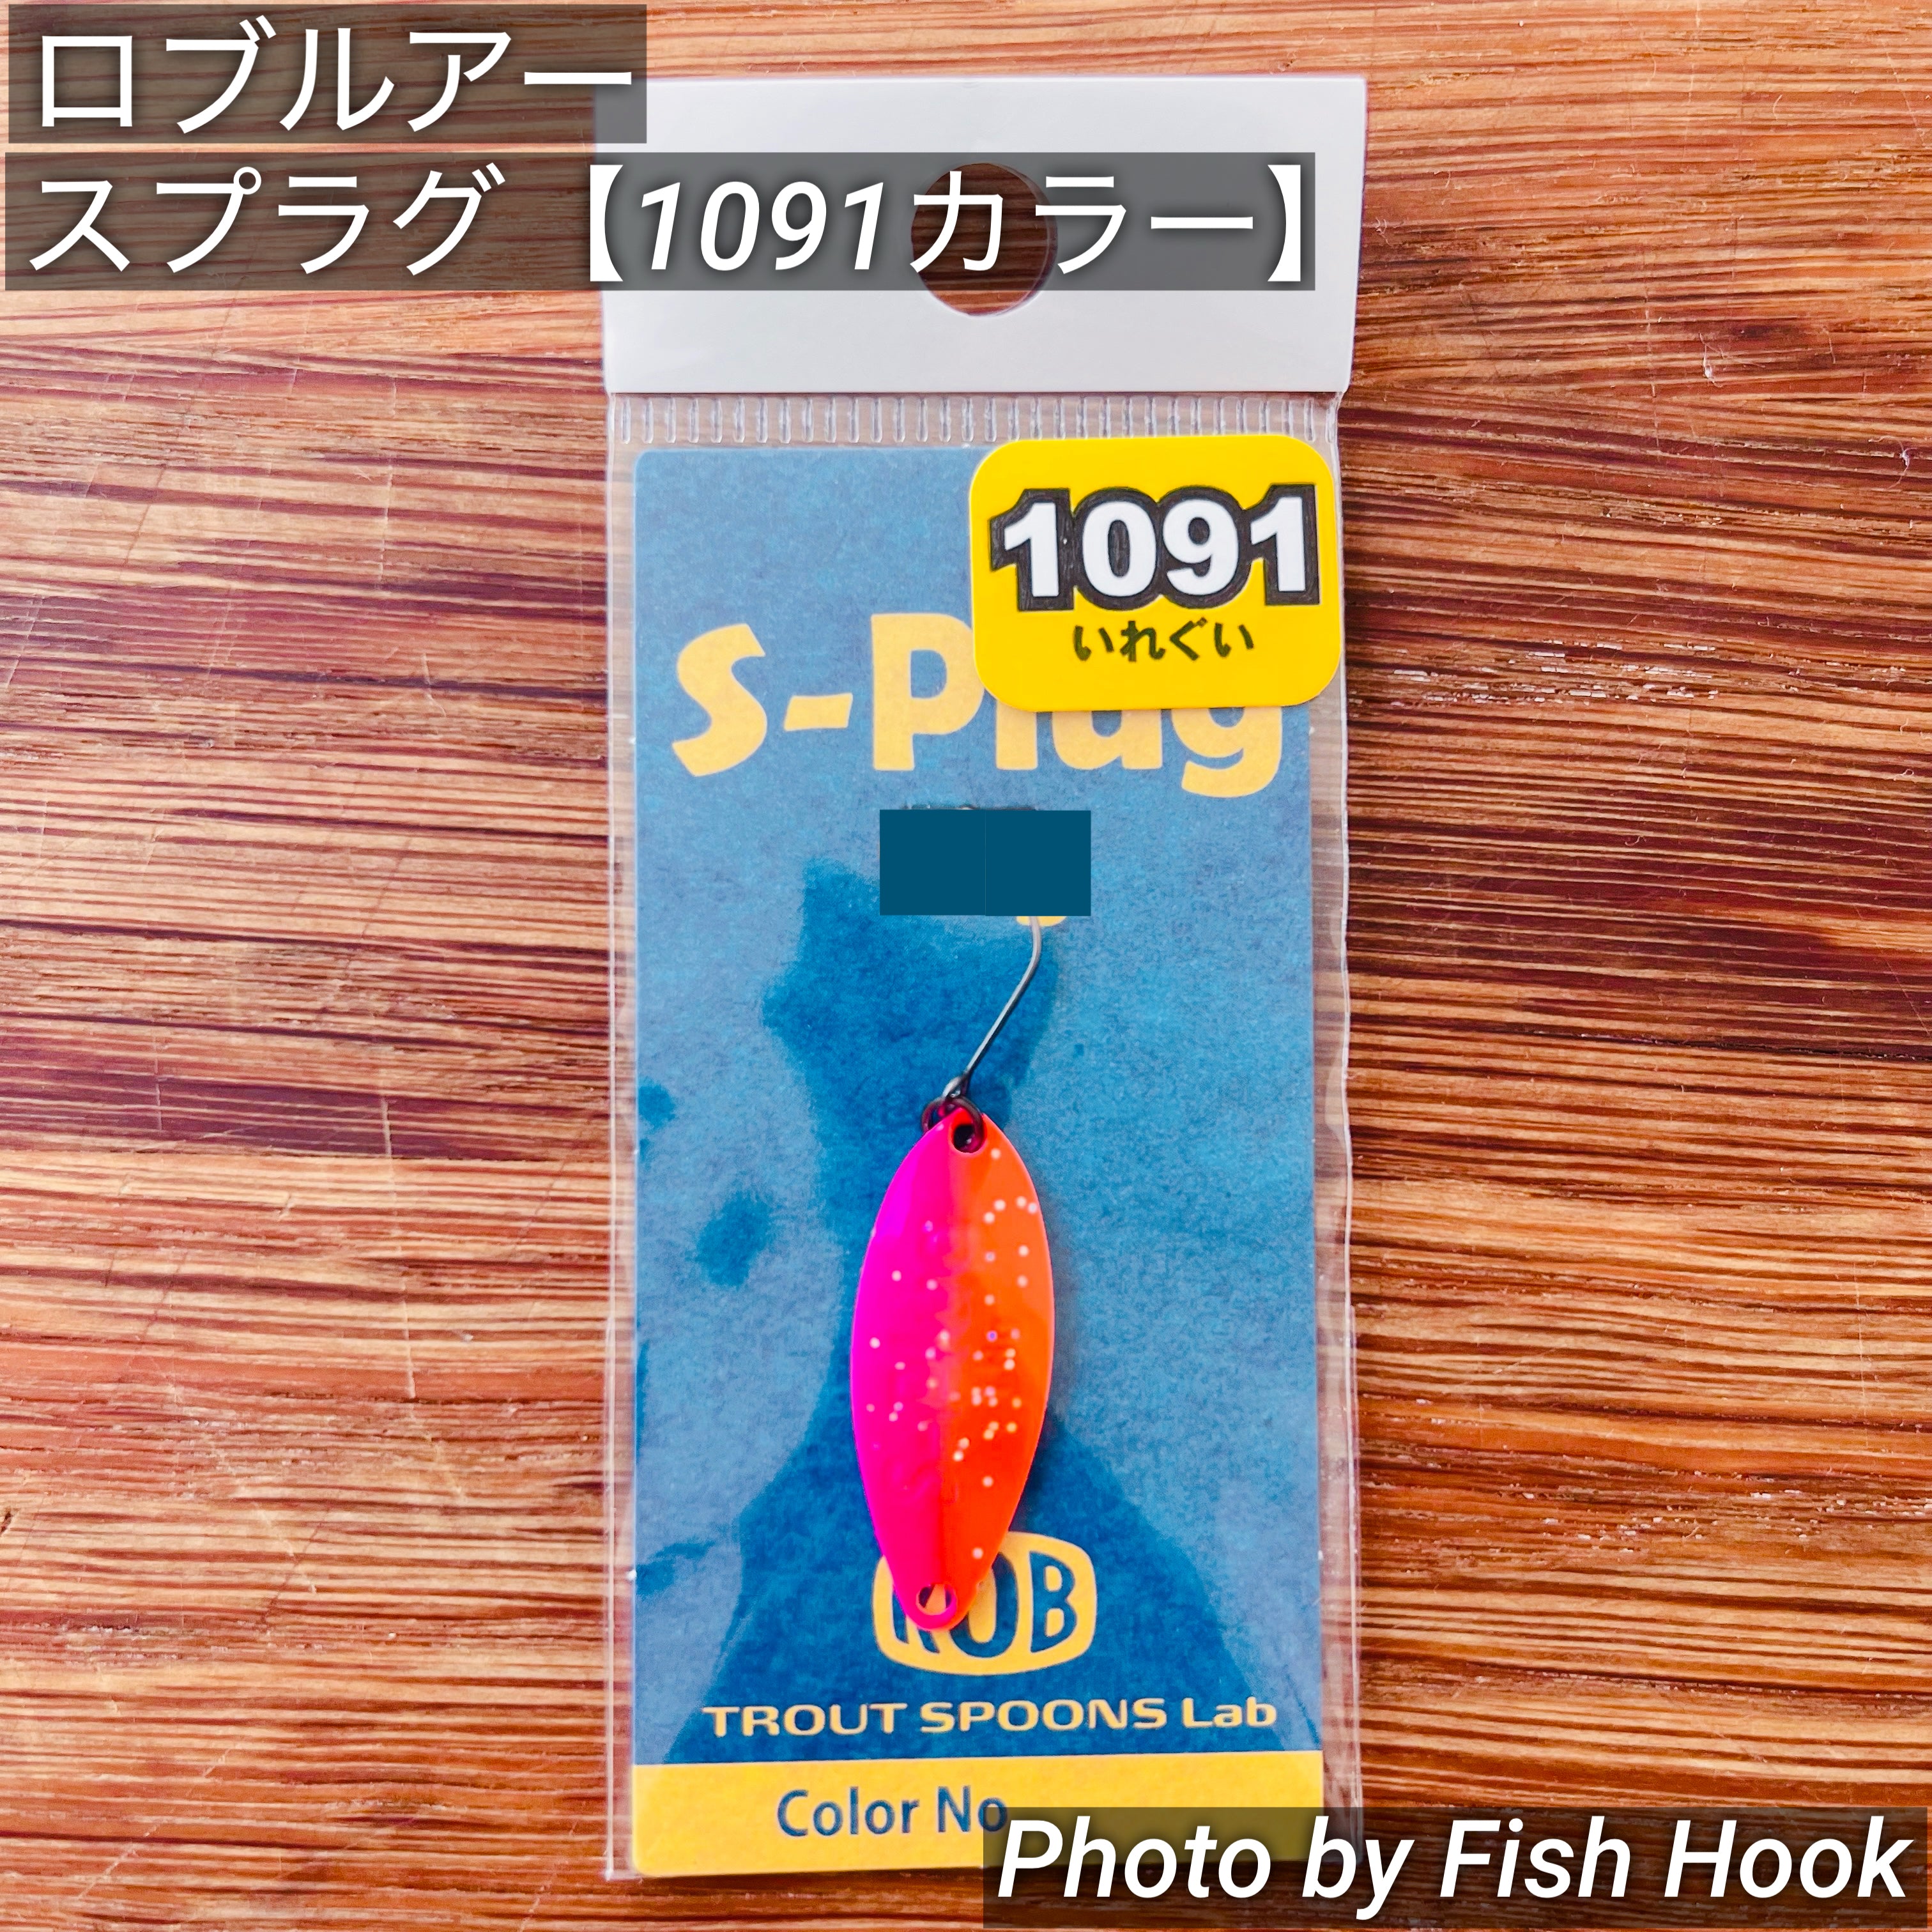 ロブルアー
スプラグ【1091カラー】
1091
いれぐい
S-Plug
ROB
TROUT SPOONS Lab
Color No
Photo by Fish Hook